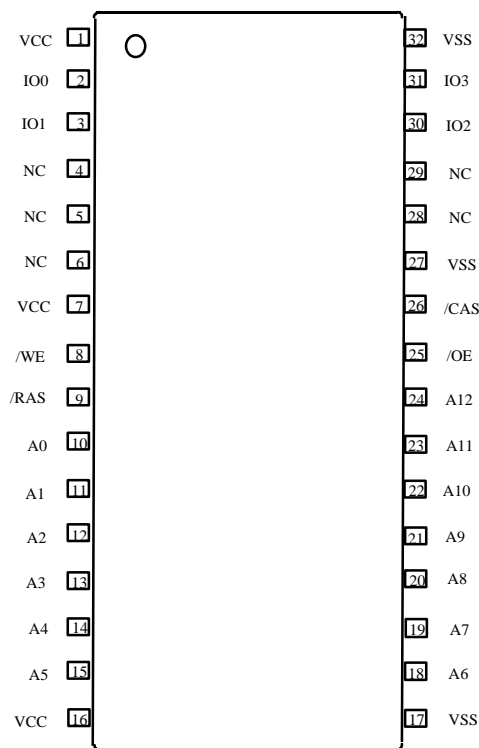 VCC 1 32 VSS
IO0 2 31 IO3
IO1 3 30 IO2
NC 4 29 NC
NC 5 28 NC
NC 6 27 VSS
VCC 7 26 /CAS
/WE 8 25 /OE
/RAS 9 24 A12
A0 10 23 A11
A1 11 22 A10
A2 12 21 A9
A3 13 20 A8
A4 14 19 A7
A5 15 18 A6
VCC 16 17 VSS